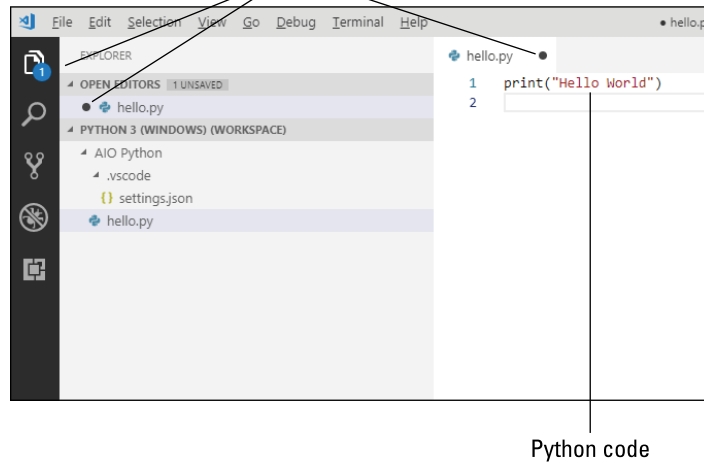 File Edit Selection View Go Debug Terminal Help ● hello.p
1
EXPLORER
OPEN EDITORS 1 UNSAVED
● hello.py
PYTHON 3 (WINDOWS) (WORKSPACE)
AIO Python
.vscode
{} settings.json
hello.py
hello.py ●
1 print("Hello World")
2
Python code